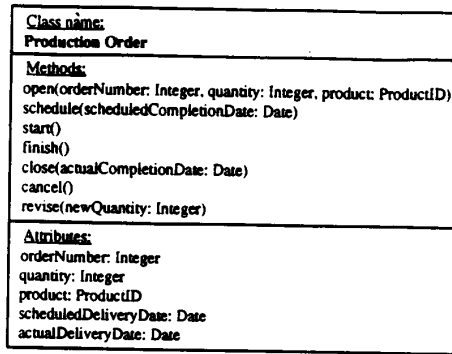 Class name:
Production Order
Methods:
open(orderNumber: Integer, quantity: Integer, product: ProductID)
schedule(scheduledCompletionDate: Date)
start()
finish()
close(actualCompletionDate: Date)
cancel()
revise(newQuantity: Integer)
Attributes:
orderNumber: Integer
quantity: Integer
product: ProductID
scheduledDeliveryDate: Date
actualDeliveryDate: Date